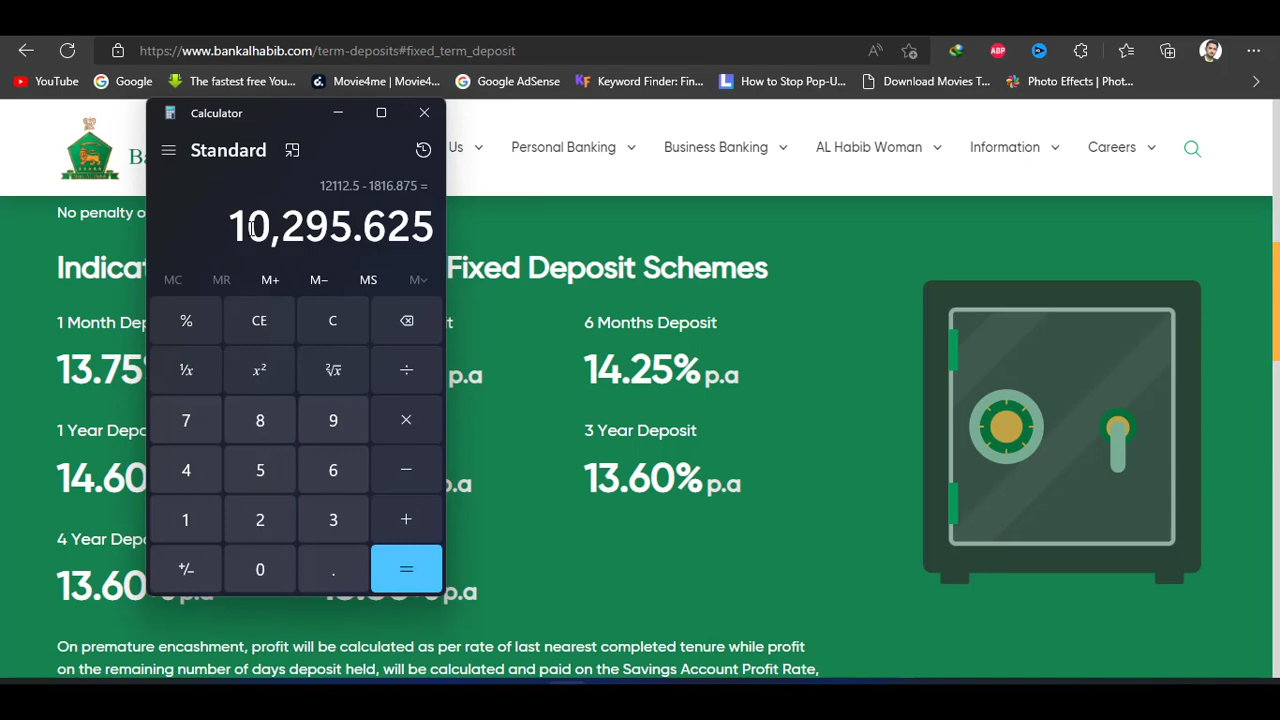 https://www.bankalhabib.com/term-deposits#fixed_term_deposit
ABP
YouTube
Google
The fastest free You...
Movie4me | Movie4...
Google AdSense
Keyword Finder: Fin...
How to Stop Pop-U...
Download Movies T...
Photo Effects | Phot...
Calculator
Standard
12112.5 - 1816.875 =
10,295.625
MC MR M+ M− MS M˅
% CE C ⌫
¹/x x² ²√x ÷
7 8 9 ×
4 5 6 −
1 2 3 +
+/− 0 . =
Us
Personal Banking
Business Banking
AL Habib Woman
Information
Careers
No penalty o
Indicat Fixed Deposit Schemes
1 Month Dep t 6 Months Deposit
13.75% p.a 14.25% p.a
1 Year Depo 3 Year Deposit
14.60 p.a 13.60% p.a
4 Year Depo
13.60% p.a p.a
On premature encashment, profit will be calculated as per rate of last nearest completed tenure while profit
on the remaining number of days deposit held, will be calculated and paid on the Savings Account Profit Rate,